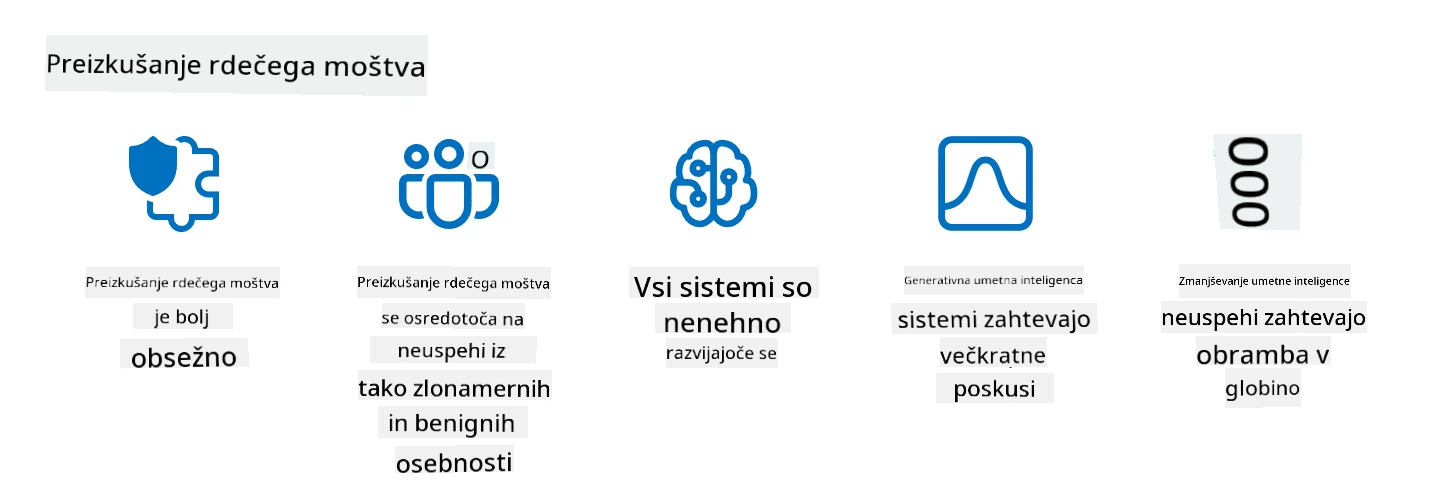 Preizkušanje rdečega moštva
O
000
Preizkušanje rdečega moštva
je bolj
obsežno
Preizkušanje rdečega moštva
se osredotoča na
neuspehi iz
tako zlonamernih
in benignih
osebnosti
Vsi sistemi so
nenehno
razvijajoče se
Generativna umetna inteligenca
sistemi zahtevajo
večkratne
poskusi
Zmanjševanje umetne inteligence
neuspehi zahtevajo
obramba v
globino